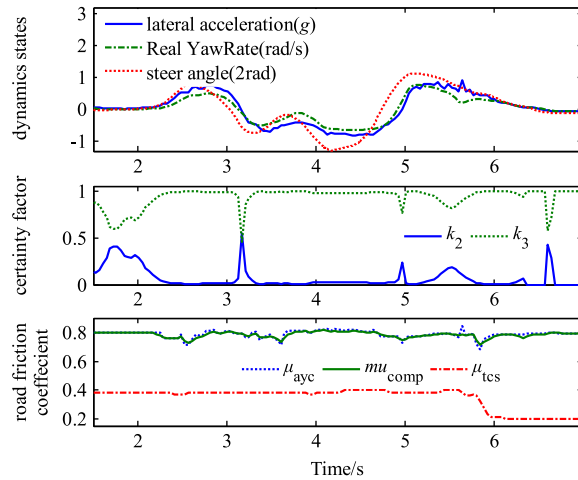 dynamics states
3
2
1
0
-1
lateral acceleration(g)
Real YawRate(rad/s)
steer angle(2rad)
2 3 4 5 6
certainty factor
1
0.5
0
k2 k3
2 3 4 5 6
road friction
coeffecient
0.8
0.6
0.4
0.2
μayc mucomp μtcs
2 3 4 5 6
Time/s